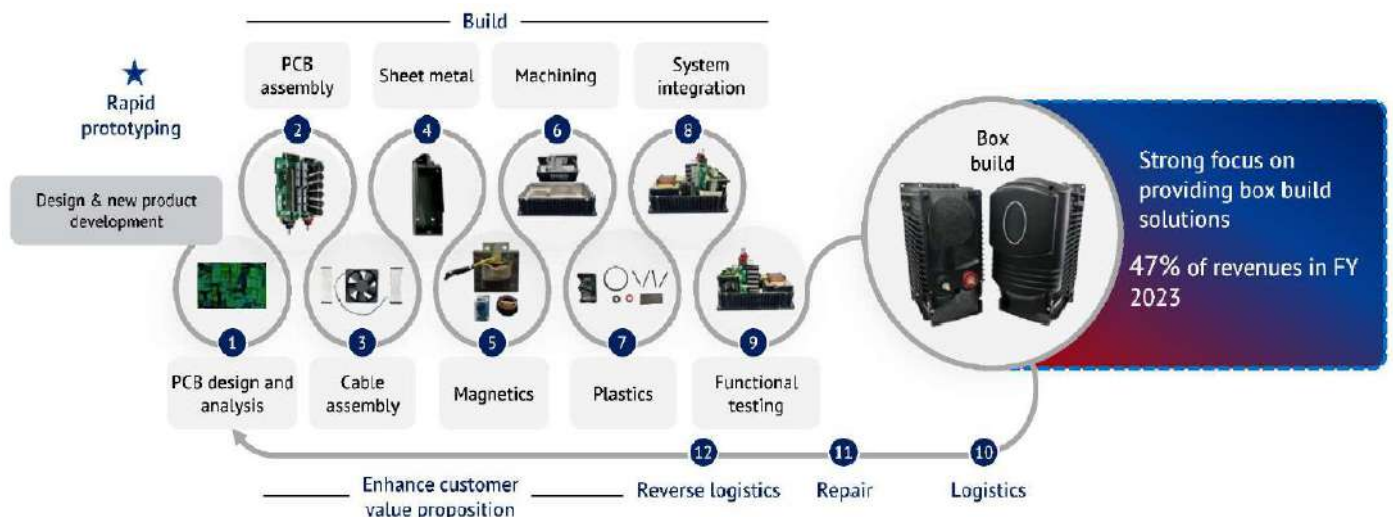 Build
PCB
assembly
Sheet metal
Machining
System
integration
Rapid
prototyping
2
4
6
8
Design & new product
development
1
3
5
7
9
PCB design and
analysis
Cable
assembly
Magnetics
Plastics
Functional
testing
Box
build
Strong focus on
providing box build
solutions
47% of revenues in FY
2023
12
11
10
Enhance customer
value proposition
Reverse logistics
Repair
Logistics